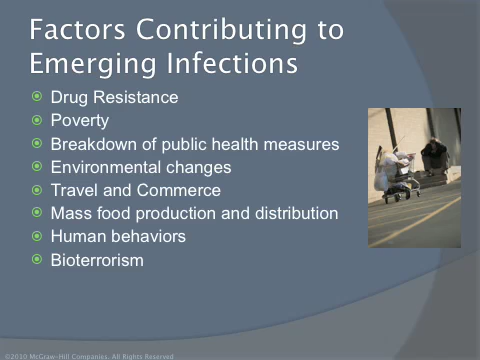 Factors Contributing to
Emerging Infections
Drug Resistance
Poverty
Breakdown of public health measures
Environmental changes
Travel and Commerce
Mass food production and distribution
Human behaviors
Bioterrorism
©2010 McGraw-Hill Companies. All Rights Reserved